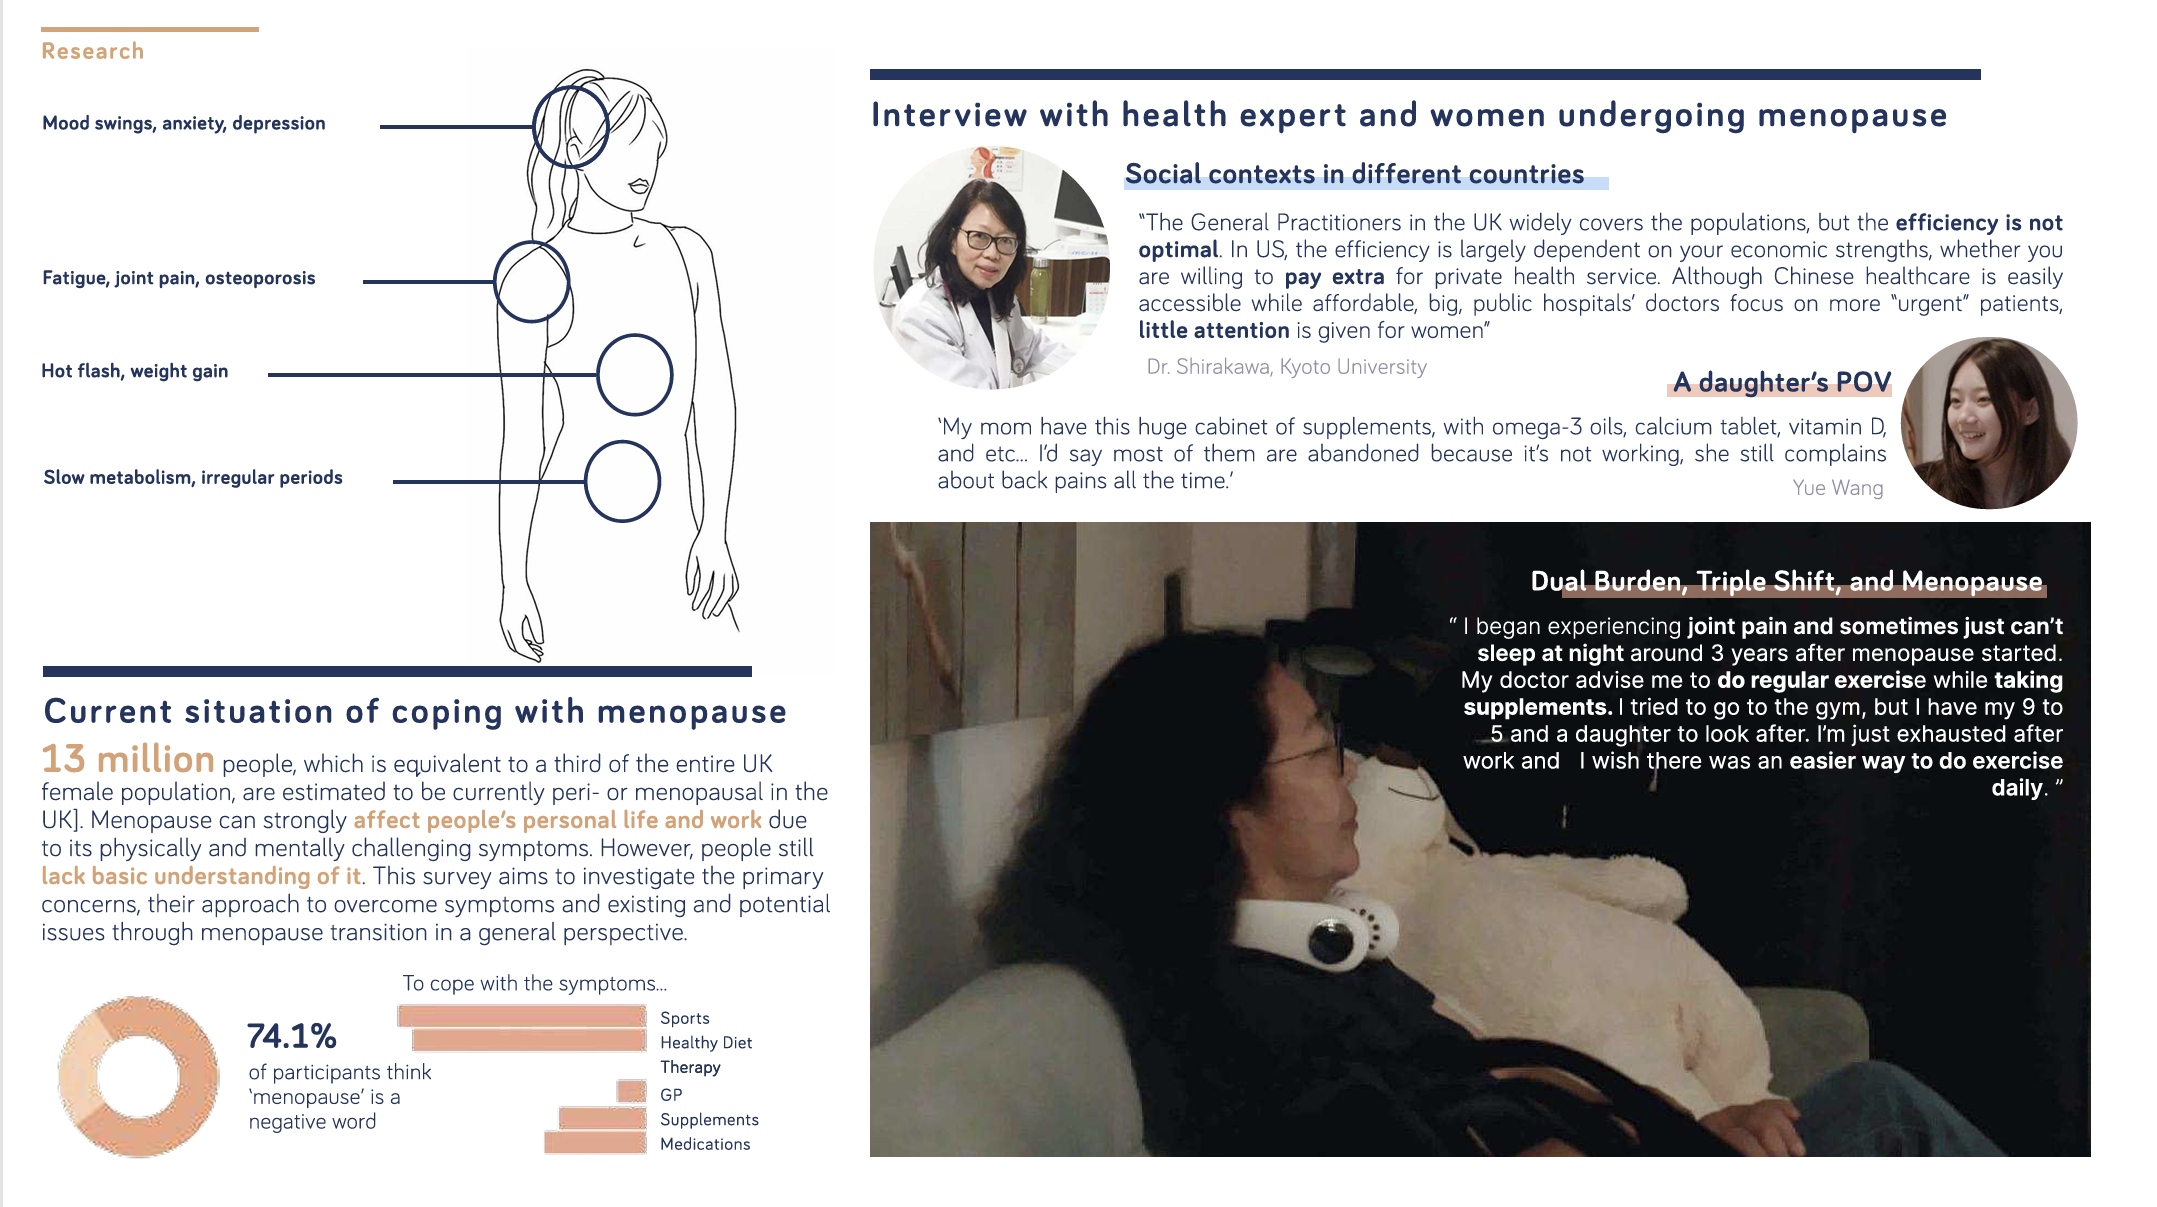 Research
Mood swings, anxiety, depression
Fatigue, joint pain, osteoporosis
Hot flash, weight gain
Slow metabolism, irregular periods
Current situation of coping with menopause
13 million people, which is equivalent to a third of the entire UK
female population, are estimated to be currently peri- or menopausal in the
UK]. Menopause can strongly affect people's personal life and work due
to its physically and mentally challenging symptoms. However, people still
lack basic understanding of it. This survey aims to investigate the primary
concerns, their approach to overcome symptoms and existing and potential
issues through menopause transition in a general perspective.
74.1%
of participants think
'menopause' is a
negative word
To cope with the symptoms...
Sports
Healthy Diet
Therapy
GP
Supplements
Medications
Interview with health expert and women undergoing menopause
Social contexts in different countries
“The General Practitioners in the UK widely covers the populations, but the efficiency is not
optimal. In US, the efficiency is largely dependent on your economic strengths, whether you
are willing to pay extra for private health service. Although Chinese healthcare is easily
accessible while affordable, big, public hospitals' doctors focus on more “urgent” patients,
little attention is given for women”
Dr. Shirakawa, Kyoto University
A daughter's POV
‘My mom have this huge cabinet of supplements, with omega-3 oils, calcium tablet, vitamin D,
and etc... I'd say most of them are abandoned because it's not working, she still complains
about back pains all the time.’
Yue Wang
Dual Burden, Triple Shift, and Menopause
“ I began experiencing joint pain and sometimes just can't
sleep at night around 3 years after menopause started.
My doctor advise me to do regular exercise while taking
supplements. I tried to go to the gym, but I have my 9 to
5 and a daughter to look after. I'm just exhausted after
work and I wish there was an easier way to do exercise
daily. ”